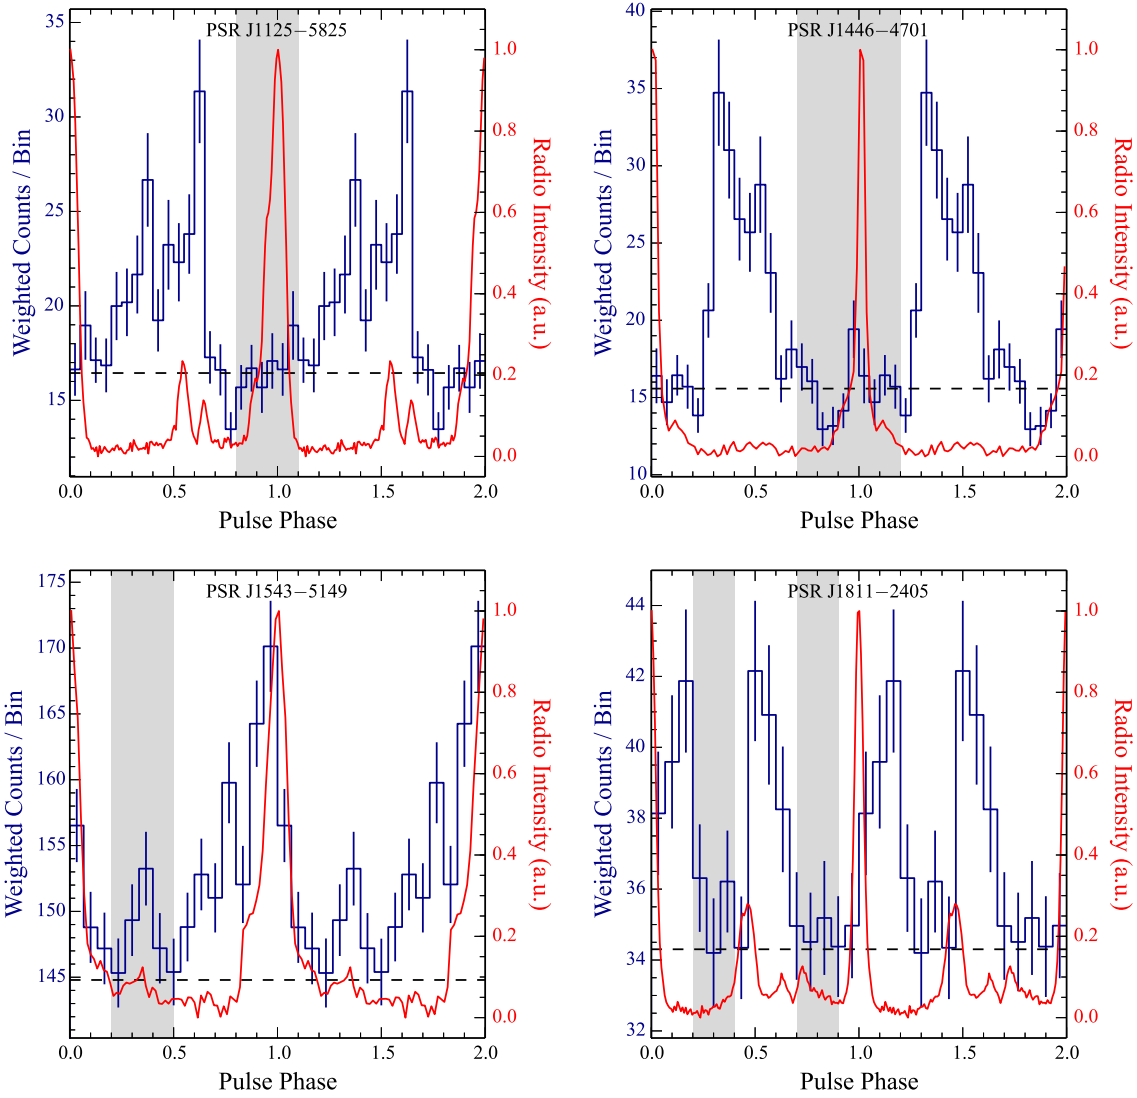 PSR J1125−5825
35
30
25
20
15
Weighted Counts / Bin
1.0
0.8
0.6
0.4
0.2
0.0
Radio Intensity (a.u.)
0.0 0.5 1.0 1.5 2.0
Pulse Phase
PSR J1446−4701
40
35
30
25
20
15
10
Weighted Counts / Bin
1.0
0.8
0.6
0.4
0.2
0.0
Radio Intensity (a.u.)
0.0 0.5 1.0 1.5 2.0
Pulse Phase
PSR J1543−5149
175
170
165
160
155
150
145
Weighted Counts / Bin
1.0
0.8
0.6
0.4
0.2
0.0
Radio Intensity (a.u.)
0.0 0.5 1.0 1.5 2.0
Pulse Phase
PSR J1811−2405
44
42
40
38
36
34
32
Weighted Counts / Bin
1.0
0.8
0.6
0.4
0.2
0.0
Radio Intensity (a.u.)
0.0 0.5 1.0 1.5 2.0
Pulse Phase